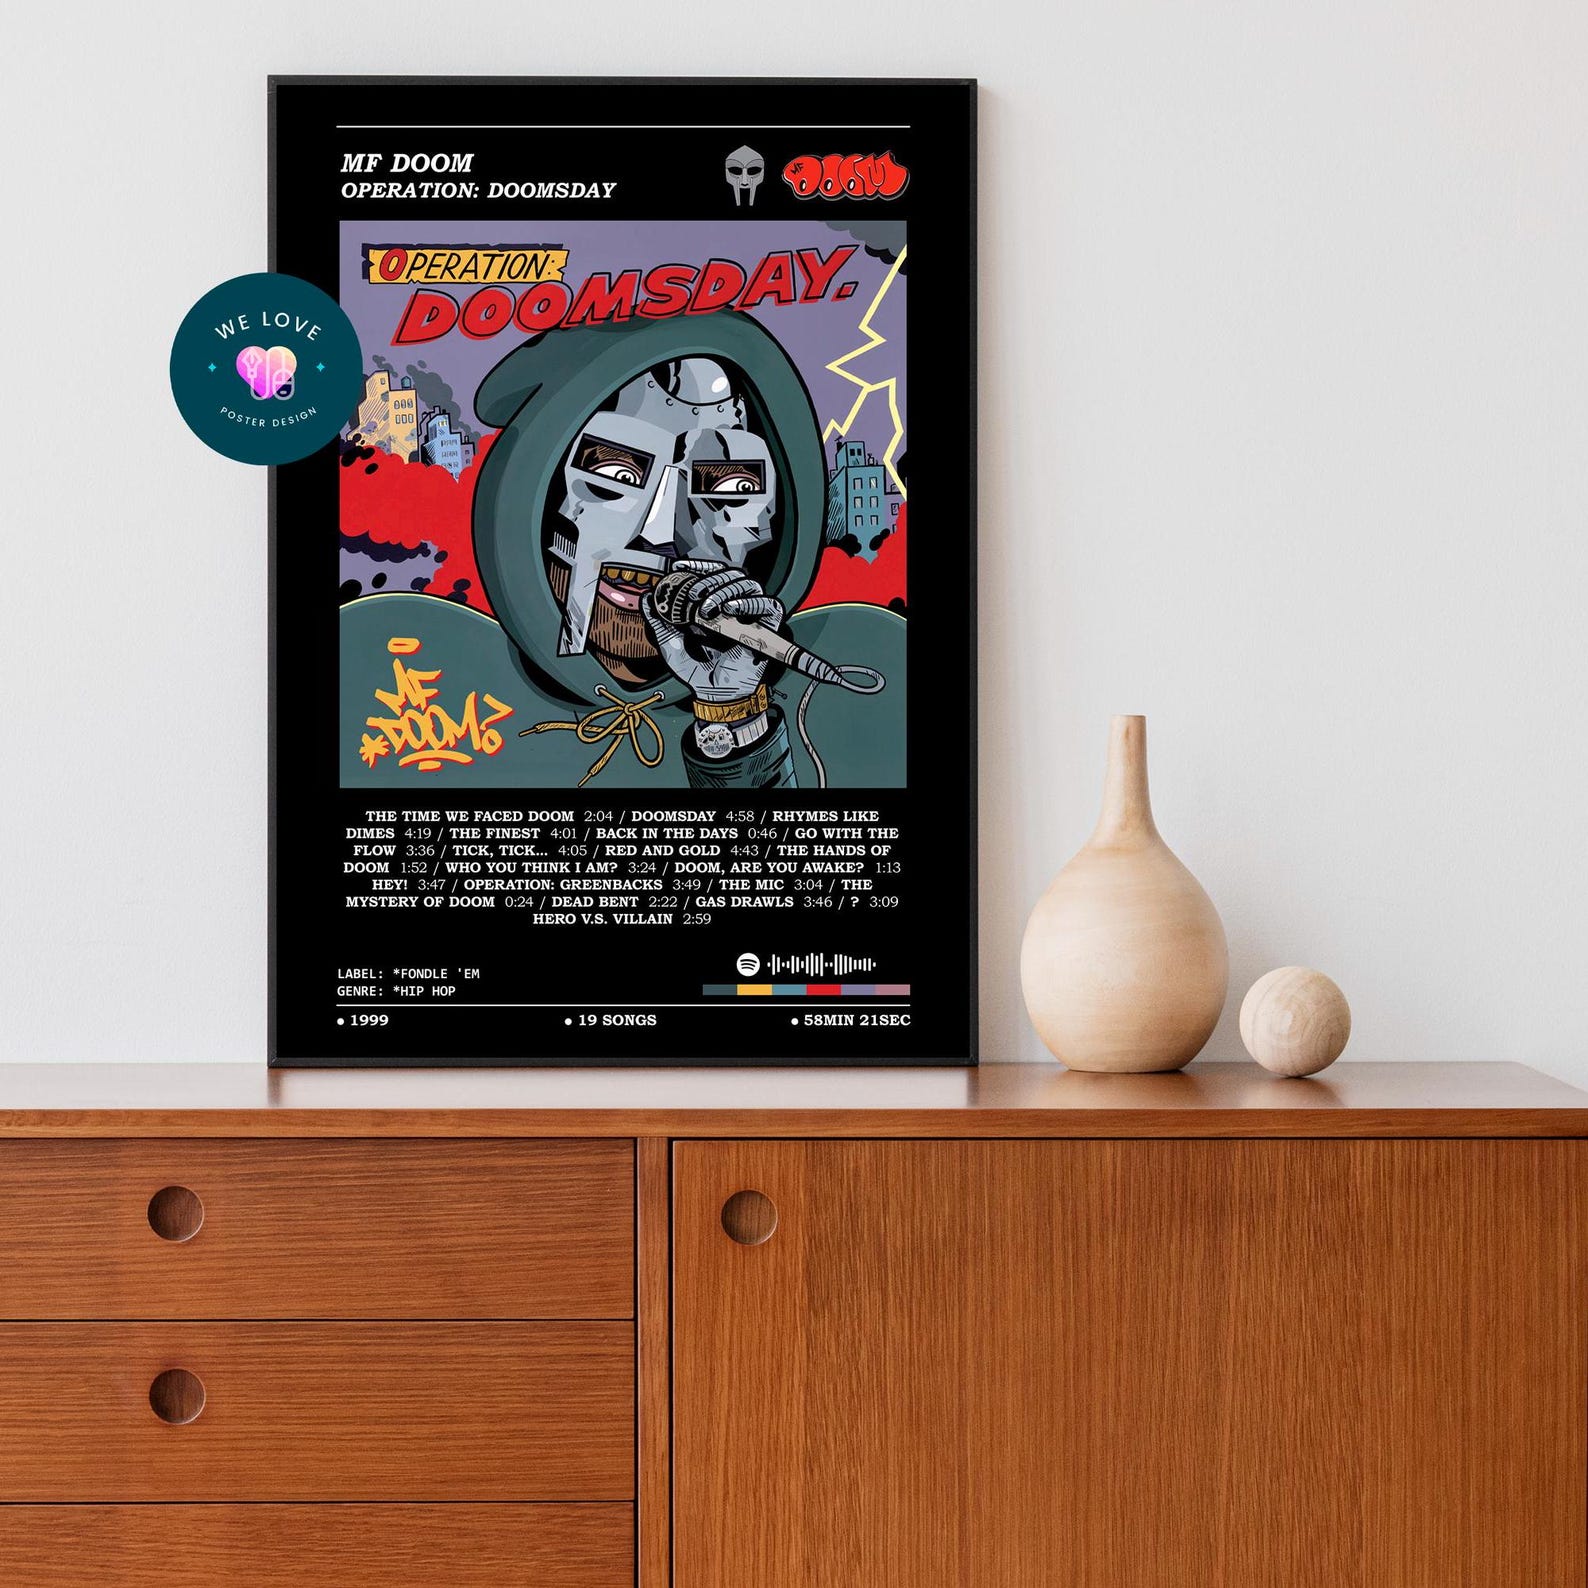 MF DOOM
OPERATION: DOOMSDAY
MF DOOM
OPERATION:
DOOMSDAY.
WE LOVE
POSTER DESIGN
MF
DOOM?
THE TIME WE FACED DOOM 2:04 / DOOMSDAY 4:58 / RHYMES LIKE
DIMES 4:19 / THE FINEST 4:01 / BACK IN THE DAYS 0:46 / GO WITH THE
FLOW 3:36 / TICK, TICK... 4:05 / RED AND GOLD 4:43 / THE HANDS OF
DOOM 1:52 / WHO YOU THINK I AM? 3:24 / DOOM, ARE YOU AWAKE? 1:13
HEY! 3:47 / OPERATION: GREENBACKS 3:49 / THE MIC 3:04 / THE
MYSTERY OF DOOM 0:24 / DEAD BENT 2:22 / GAS DRAWLS 3:46 / ? 3:09
HERO V.S. VILLAIN 2:59
LABEL: *FONDLE 'EM
GENRE: *HIP HOP
• 1999 • 19 SONGS • 58MIN 21SEC